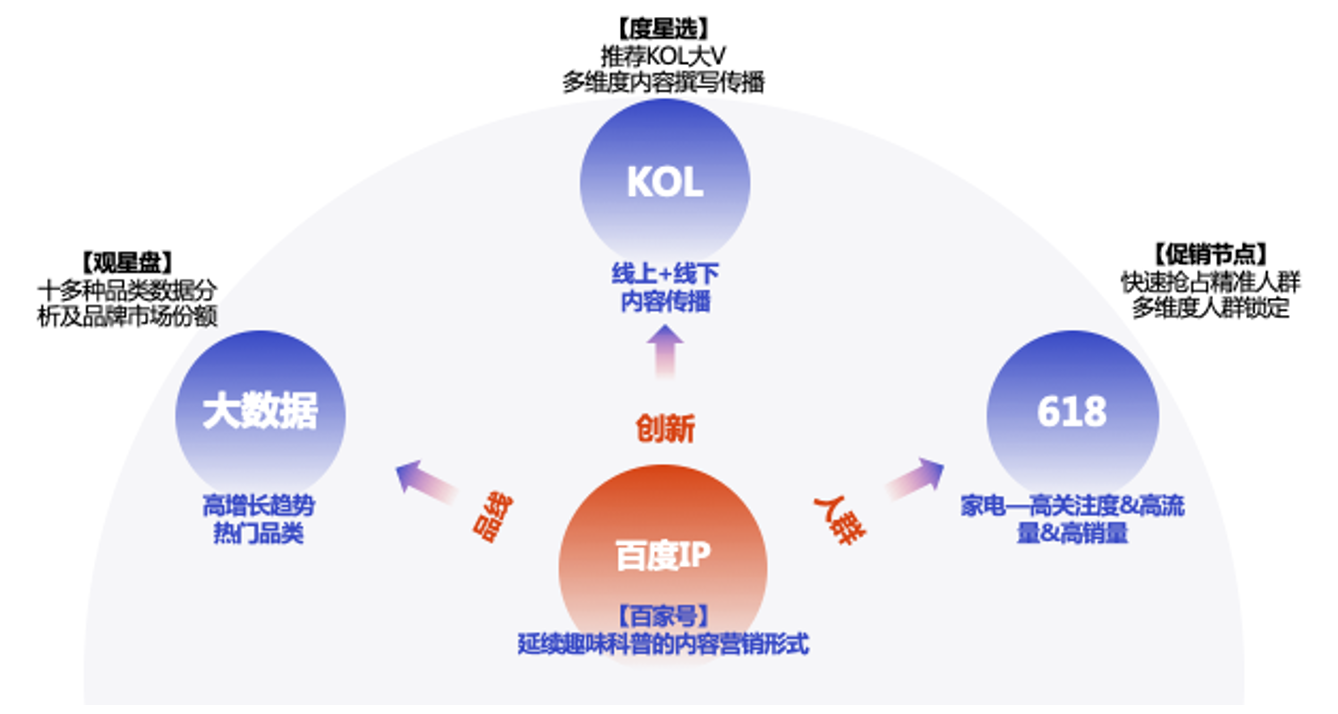 【度星选】
推荐KOL大V
多维度内容撰写传播
KOL
线上+线下
内容传播
【观星盘】
十多种品类数据分
析及品牌市场份额
大数据
高增长趋势
热门品类
【促销节点】
快速抢占精准人群
多维度人群锁定
618
家电—高关注度&高流
量&高销量
创新
品线
人群
百度IP
【百家号】
延续趣味科普的内容营销形式